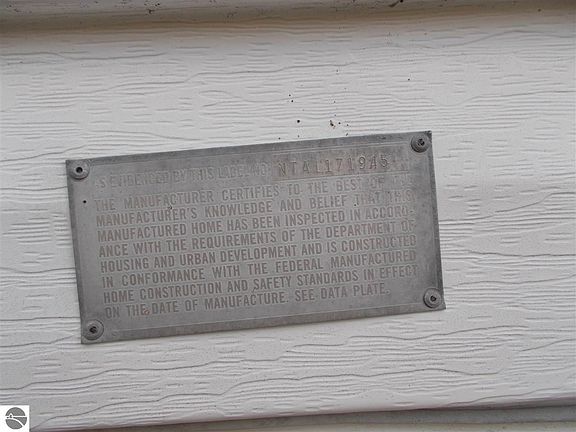 AS EVIDENCED BY THIS LABEL NO. NTA1171945
THE MANUFACTURER CERTIFIES TO THE BEST OF THE
MANUFACTURER'S KNOWLEDGE AND BELIEF THAT THIS
MANUFACTURED HOME HAS BEEN INSPECTED IN ACCORD-
ANCE WITH THE REQUIREMENTS OF THE DEPARTMENT OF
HOUSING AND URBAN DEVELOPMENT AND IS CONSTRUCTED
IN CONFORMANCE WITH THE FEDERAL MANUFACTURED
HOME CONSTRUCTION AND SAFETY STANDARDS IN EFFECT
ON THE DATE OF MANUFACTURE. SEE DATA PLATE.